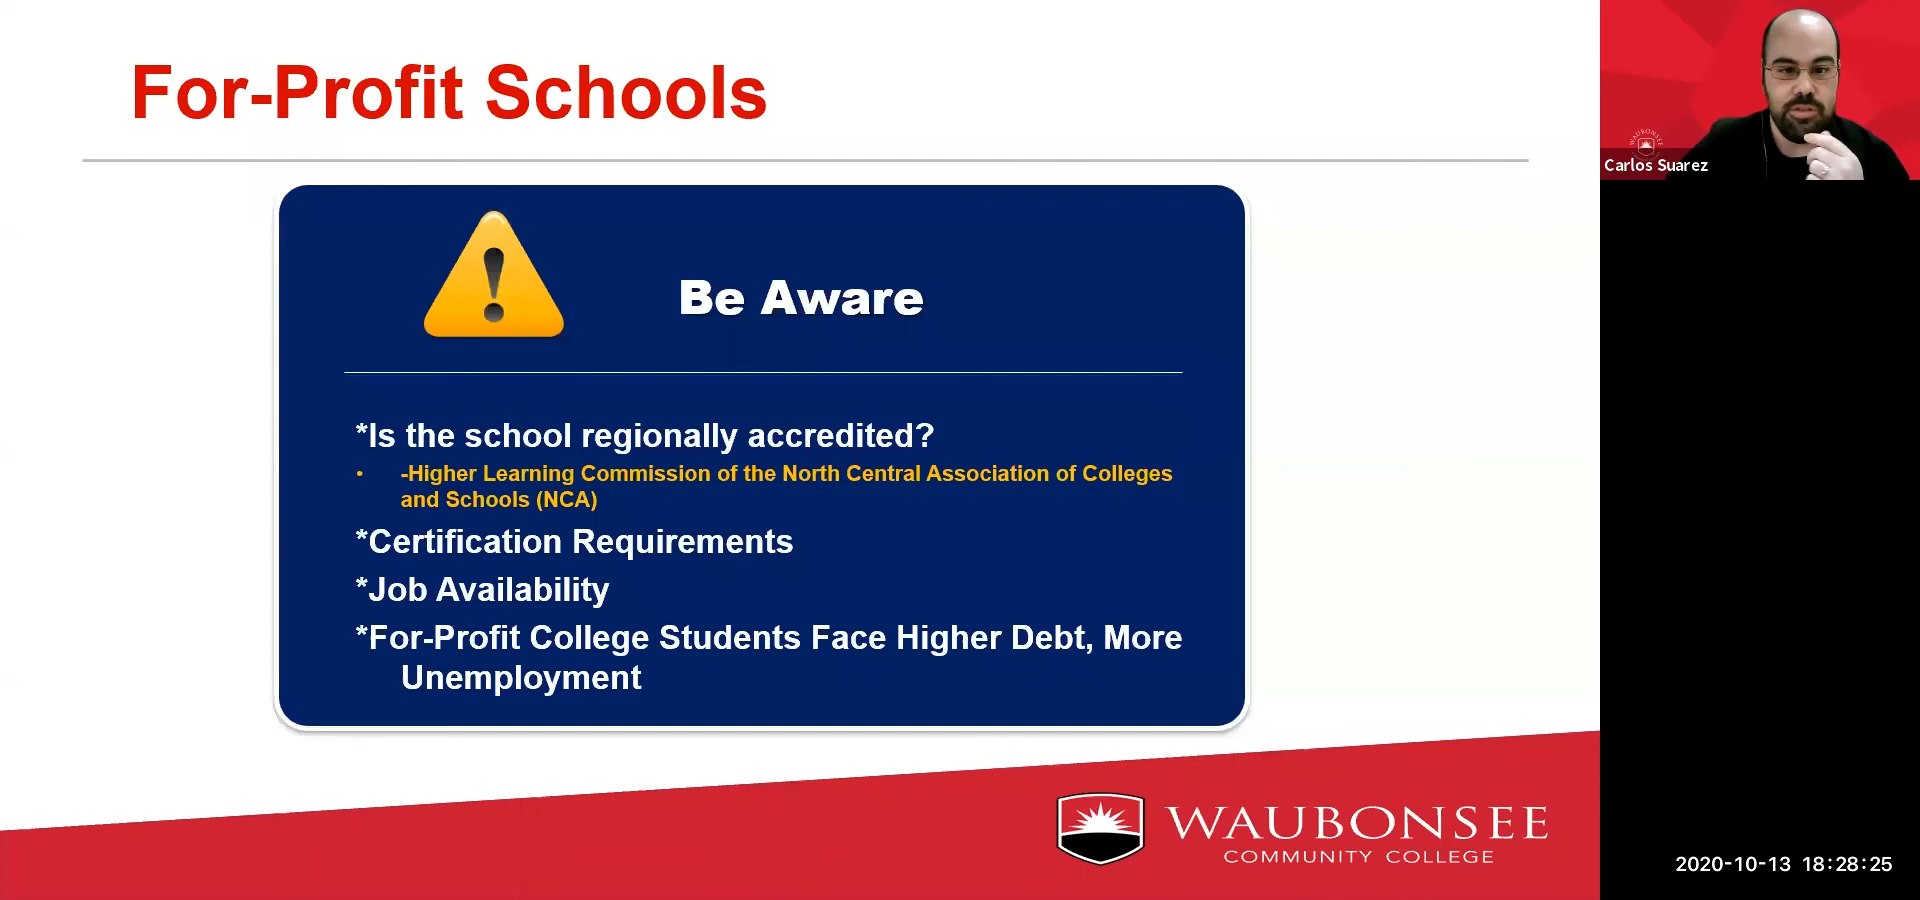 For-Profit Schools
Be Aware
*Is the school regionally accredited?
• -Higher Learning Commission of the North Central Association of Colleges
and Schools (NCA)
*Certification Requirements
*Job Availability
*For-Profit College Students Face Higher Debt, More
Unemployment
WAUBONSEE
COMMUNITY COLLEGE
WAUBONSEE
Carlos Suarez
2020-10-13 18:28:25